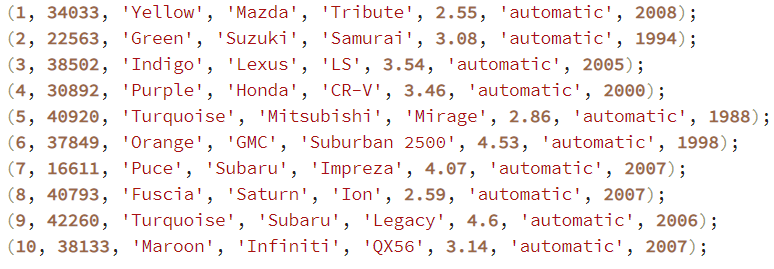 (1, 34033, 'Yellow', 'Mazda', 'Tribute', 2.55, 'automatic', 2008);
(2, 22563, 'Green', 'Suzuki', 'Samurai', 3.08, 'automatic', 1994);
(3, 38502, 'Indigo', 'Lexus', 'LS', 3.54, 'automatic', 2005);
(4, 30892, 'Purple', 'Honda', 'CR-V', 3.46, 'automatic', 2000);
(5, 40920, 'Turquoise', 'Mitsubishi', 'Mirage', 2.86, 'automatic', 1988);
(6, 37849, 'Orange', 'GMC', 'Suburban 2500', 4.53, 'automatic', 1998);
(7, 16611, 'Puce', 'Subaru', 'Impreza', 4.07, 'automatic', 2007);
(8, 40793, 'Fuscia', 'Saturn', 'Ion', 2.59, 'automatic', 2007);
(9, 42260, 'Turquoise', 'Subaru', 'Legacy', 4.6, 'automatic', 2006);
(10, 38133, 'Maroon', 'Infiniti', 'QX56', 3.14, 'automatic', 2007);